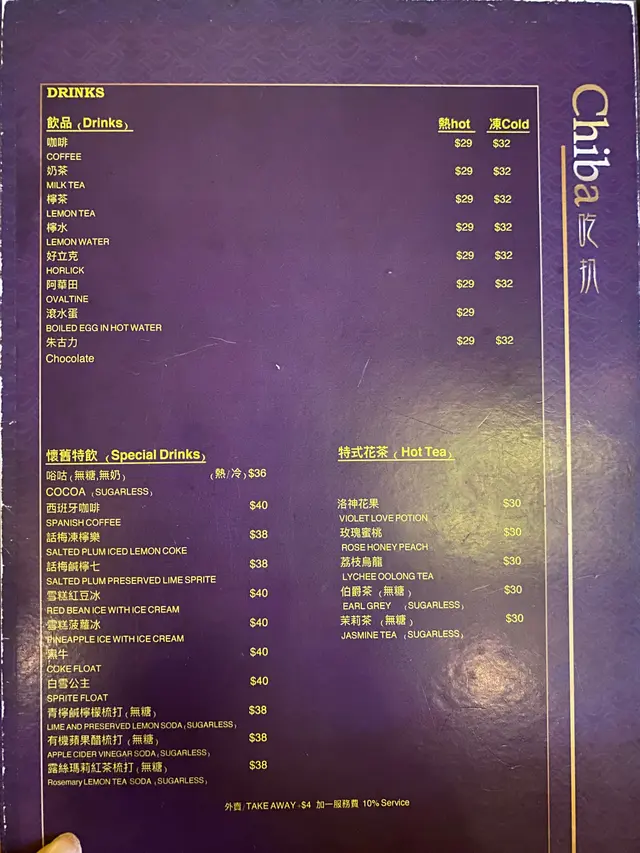 DRINKS
飲品 (Drinks) 熱hot 凍Cold
咖啡 $29 $32
COFFEE
奶茶 $29 $32
MILK TEA
檸茶 $29 $32
LEMON TEA
檸水 $29 $32
LEMON WATER
好立克 $29 $32
HORLICK
阿華田 $29 $32
OVALTINE
滾水蛋 $29
BOILED EGG IN HOT WATER
朱古力 $29 $32
Chocolate
懷舊特飲 (Special Drinks)
唂咕 (無糖,無奶) (熱/冷) $36
COCOA (SUGARLESS)
西班牙咖啡 $40
SPANISH COFFEE
話梅凍檸樂 $38
SALTED PLUM ICED LEMON COKE
話梅鹹檸七 $38
SALTED PLUM PRESERVED LIME SPRITE
雪糕紅豆冰 $40
RED BEAN ICE WITH ICE CREAM
雪糕菠蘿冰 $40
PINEAPPLE ICE WITH ICE CREAM
黑牛 $40
COKE FLOAT
白雪公主 $40
SPRITE FLOAT
青檸鹹檸檬梳打 (無糖) $38
LIME AND PRESERVED LEMON SODA (SUGARLESS)
有機蘋果醋梳打 (無糖) $38
APPLE CIDER VINEGAR SODA (SUGARLESS)
露絲瑪莉紅茶梳打 (無糖) $38
Rosemary LEMON TEA SODA (SUGARLESS)
特式花茶 (Hot Tea)
洛神花果 $30
VIOLET LOVE POTION
玫瑰蜜桃 $30
ROSE HONEY PEACH
荔枝烏龍 $30
LYCHEE OOLONG TEA
伯爵茶 (無糖) $30
EARL GREY (SUGARLESS)
茉莉茶 (無糖) $30
JASMINE TEA (SUGARLESS)
外賣/TAKE AWAY +$4 加一服務費 10% Service
Chiba 吃扒